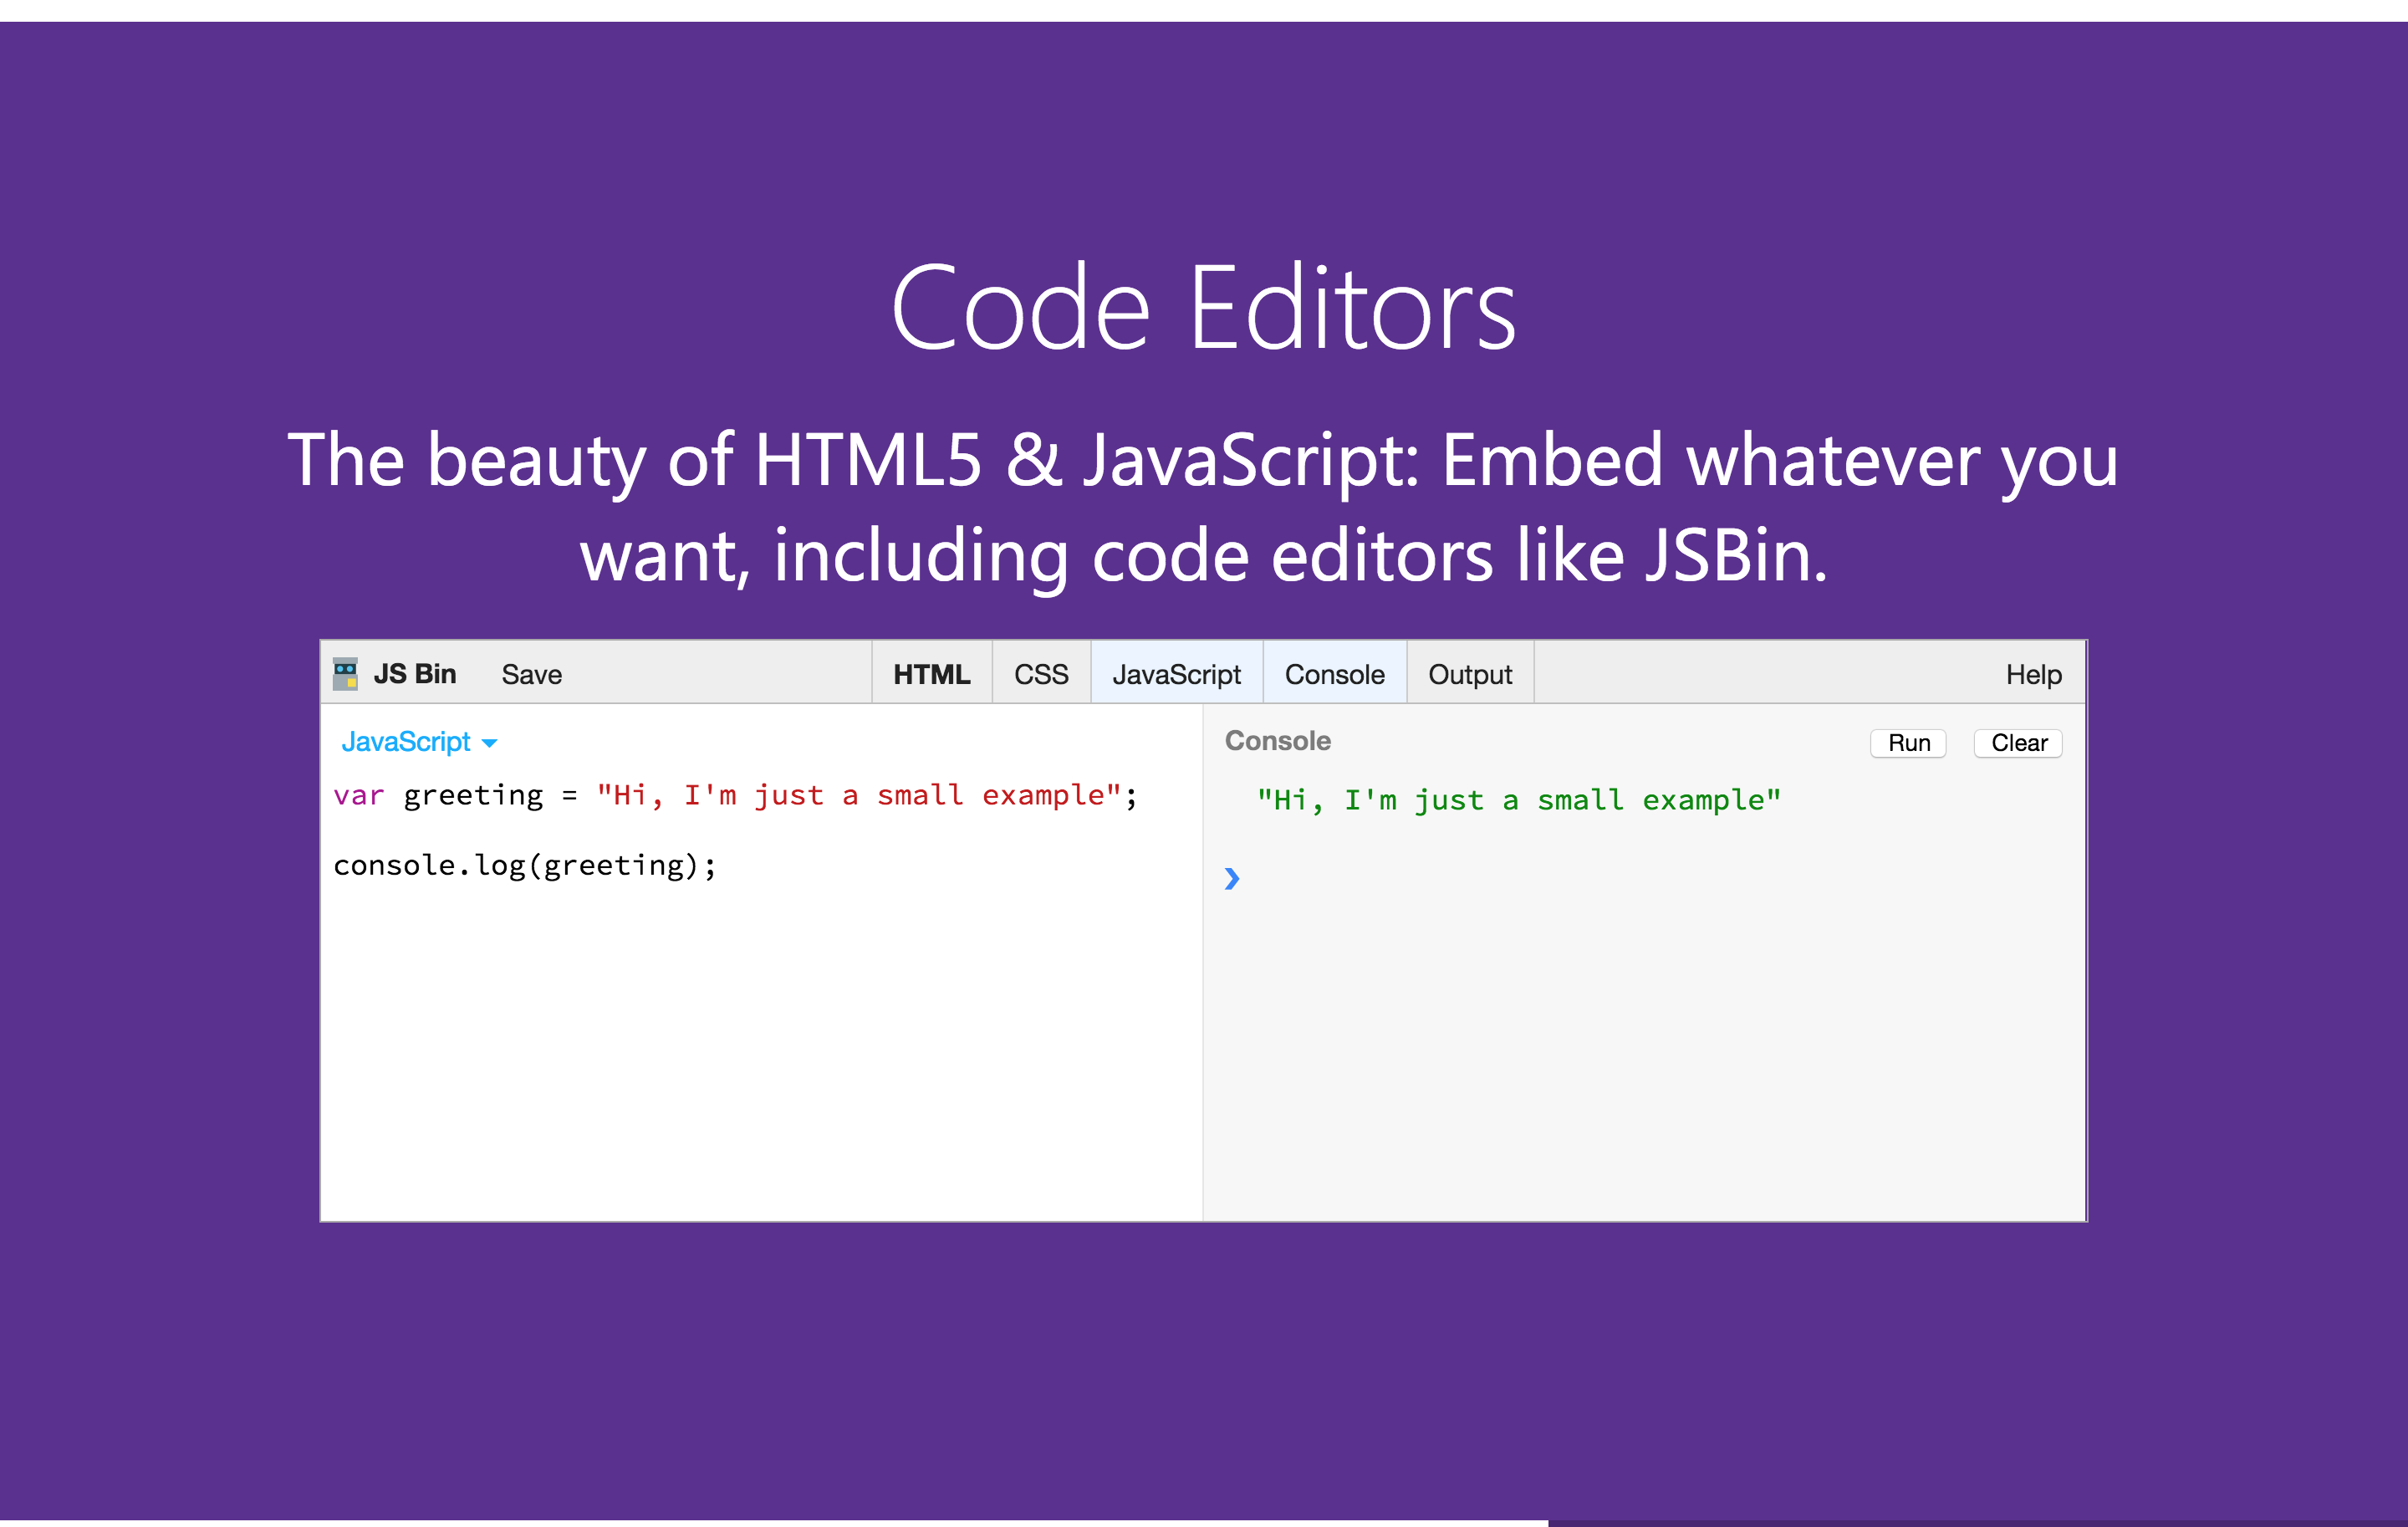 Code Editors
The beauty of HTML5 & JavaScript: Embed whatever you
want, including code editors like JSBin.
JS Bin Save HTML CSS JavaScript Console Output Help
JavaScript
var greeting = "Hi, I'm just a small example";
console.log(greeting);
Console Run Clear
"Hi, I'm just a small example"